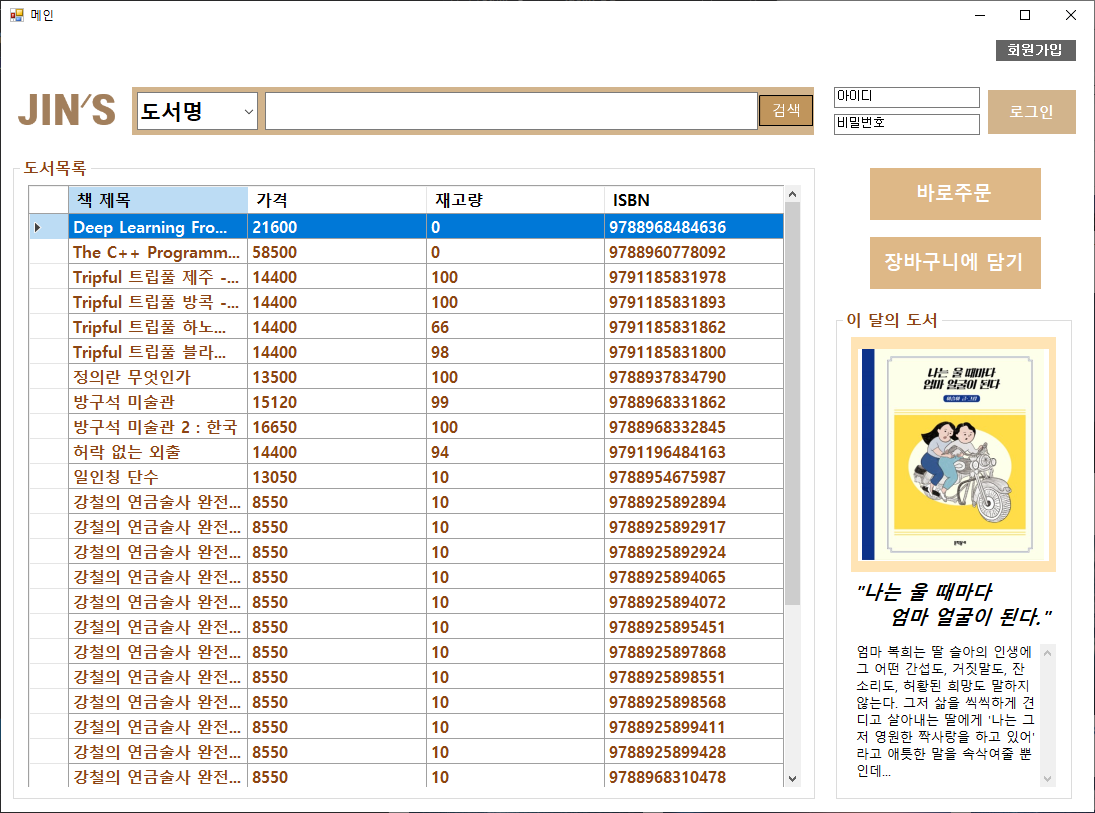 메인
회원가입
JIN'S
도서명
검색
아이디
비밀번호
로그인
도서목록
책 제목 가격 재고량 ISBN
Deep Learning Fro... 21600 0 9788968484636
The C++ Programm... 58500 0 9788960778092
Tripful 트립풀 제주 -... 14400 100 9791185831978
Tripful 트립풀 방콕 -... 14400 100 9791185831893
Tripful 트립풀 하노... 14400 66 9791185831862
Tripful 트립풀 블라... 14400 98 9791185831800
정의란 무엇인가 13500 100 9788937834790
방구석 미술관 15120 99 9788968331862
방구석 미술관 2 : 한국 16650 100 9788968332845
허락 없는 외출 14400 94 9791196484163
일인칭 단수 13050 10 9788954675987
강철의 연금술사 완전... 8550 10 9788925892894
강철의 연금술사 완전... 8550 10 9788925892917
강철의 연금술사 완전... 8550 10 9788925892924
강철의 연금술사 완전... 8550 10 9788925894065
강철의 연금술사 완전... 8550 10 9788925894072
강철의 연금술사 완전... 8550 10 9788925895451
강철의 연금술사 완전... 8550 10 9788925897868
강철의 연금술사 완전... 8550 10 9788925898551
강철의 연금술사 완전... 8550 10 9788925898568
강철의 연금술사 완전... 8550 10 9788925899411
강철의 연금술사 완전... 8550 10 9788925899428
강철의 연금술사 완전... 8550 10 9788968310478
바로주문
장바구니에 담기
이 달의 도서
나는 울 때마다
엄마 얼굴이 된다
"나는 울 때마다
엄마 얼굴이 된다."
엄마 복희는 딸 슬아의 인생에
그 어떤 간섭도, 거짓말도, 잔
소리도, 허황된 희망도 말하지
않는다. 그저 삶을 씩씩하게 견
디고 살아내는 딸에게 '나는 그
저 영원한 짝사랑을 하고 있어'
라고 애틋한 말을 속삭여줄 뿐
인데...